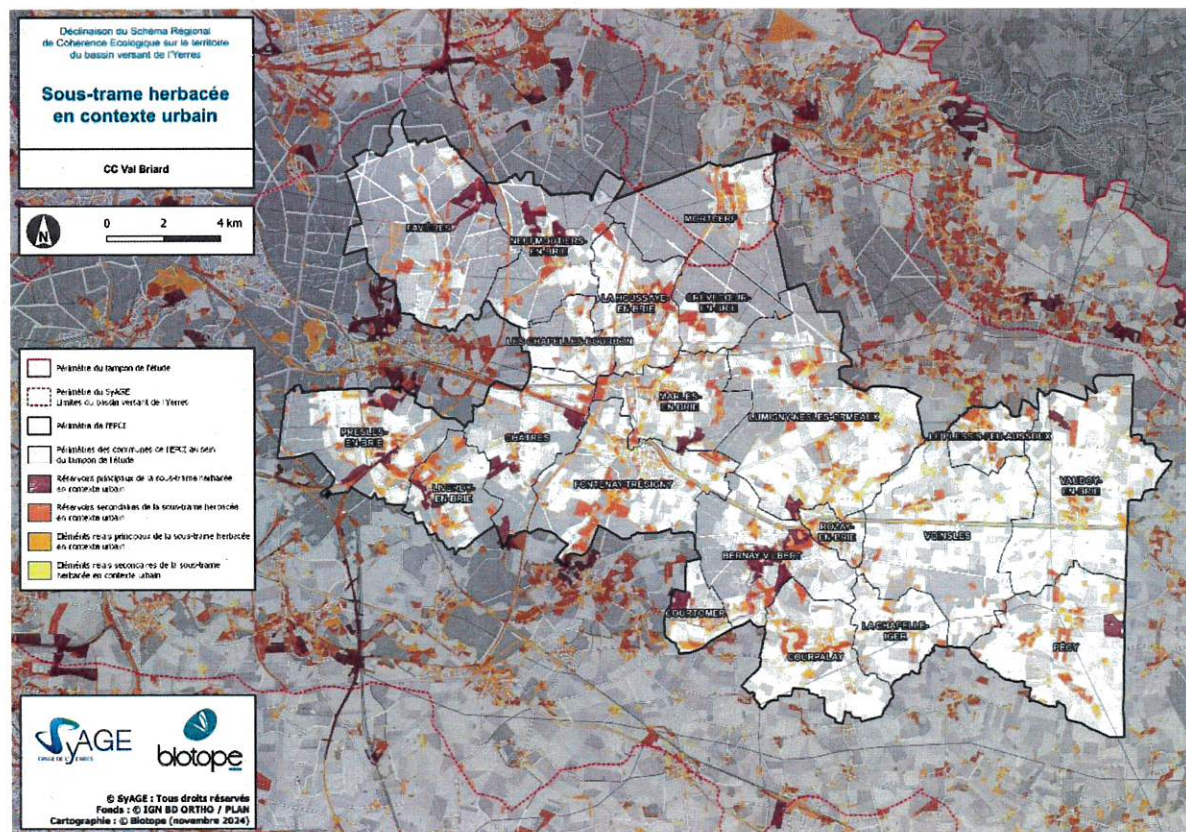 Déclinaison du Schéma Régional
de Cohérence Ecologique sur le territoire
du bassin versant de l'Yerres
Sous-trame herbacée
en contexte urbain
CC Val Briard
N
0 2 4 km
Périmètre du tampon de l'étude
Périmètre du SyAGE
Limites du bassin versant de l'Yerres
Périmètre de l'EPCI
Périmètres des communes de l'EPCI au sein
du tampon de l'étude
Réservoirs principaux de la sous-trame herbacée
en contexte urbain
Réservoirs secondaires de la sous-trame herbacée
en contexte urbain
Eléments relais principaux de la sous-trame herbacée
en contexte urbain
Eléments relais secondaires de la sous-trame
herbacée en contexte urbain
SyAGE
biotope
© SyAGE : Tous droits réservés
Fonds : © IGN BD ORTHO / PLAN
Cartographie : © Biotope (novembre 2024)
FAVIÈRES
NEUFMOUTIERS-
EN-BRIE
MORTCERF
LA HOUSSAYE-
EN-BRIE
CRÈVECOEUR-
EN-BRIE
LES CHAPELLES-BOURBON
MARLES-
EN-BRIE
LUMIGNY-NESLES-ORMEAUX
PRESLES-
EN-BRIE
CHÂTRES
LE PLESSIS-FEU-AUSSOUX
VAUDOY-
EN-BRIE
LIVERDY-
EN-BRIE
FONTENAY-TRÉSIGNY
ROZAY-
EN-BRIE
VOINSLES
BERNAY-VILBERT
COURTOMER
LA CHAPELLE-
IGER
COURPALAY
PÉCY